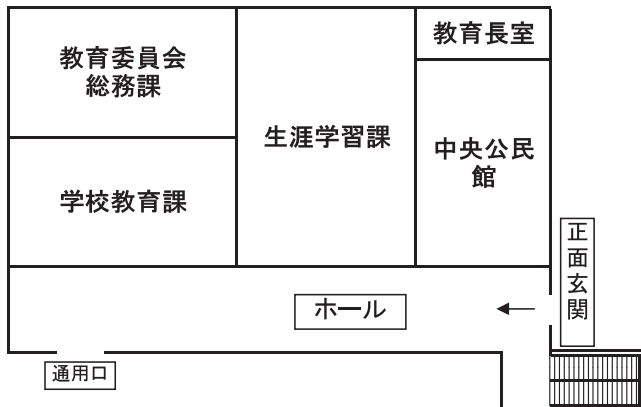 教育委員会
総務課
学校教育課
生涯学習課
教育長室
中央公民
館
正面玄関
ホール
通用口